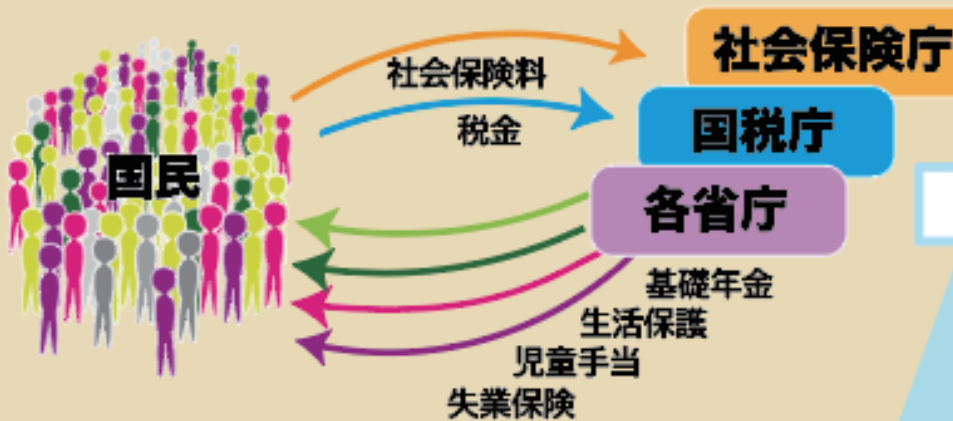 社会保険庁
社会保険料
国税庁
税金
国民
各省庁
基礎年金
生活保護
児童手当
失業保険